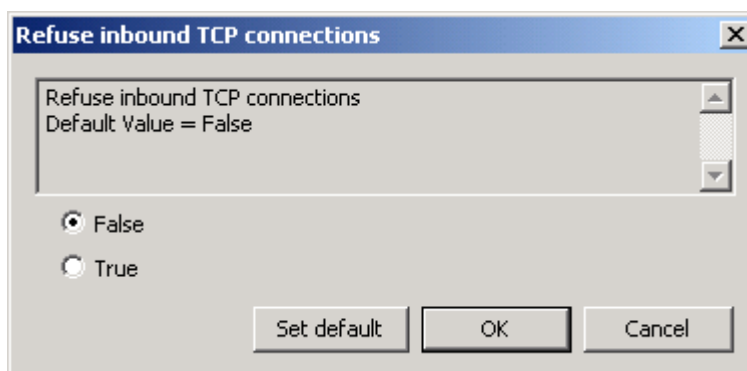 Refuse inbound TCP connections
Refuse inbound TCP connections
Default Value = False
False
True
Set default OK Cancel